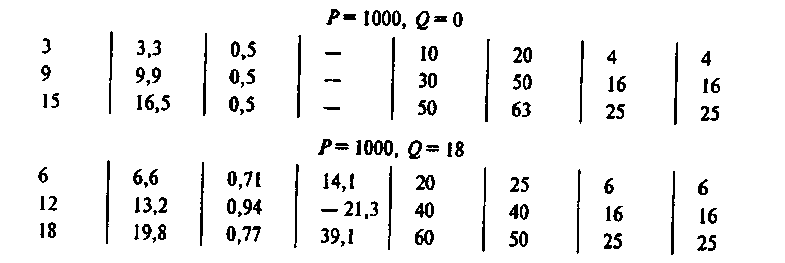 P = 1000, Q = 0
3 3,3 0,5 — 10 20 4 4
9 9,9 0,5 — 30 50 16 16
15 16,5 0,5 — 50 63 25 25
P = 1000, Q = 18
6 6,6 0,71 14,1 20 25 6 6
12 13,2 0,94 — 21,3 40 40 16 16
18 19,8 0,77 39,1 60 50 25 25